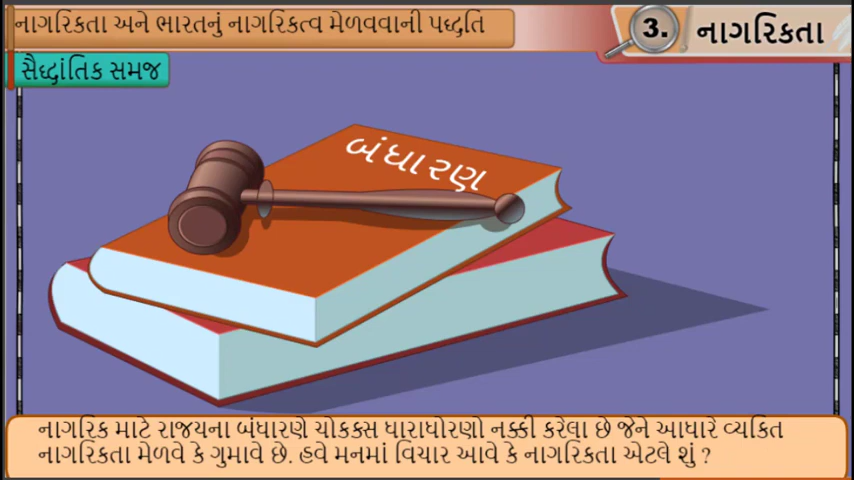 નાગરિકતા અને ભારતનું નાગરિકત્વ મેળવવાની પદ્ધતિ
3. નાગરિકતા
સૈદ્ધાંતિક સમજ
બંધારણ
નાગરિક માટે રાજયના બંધારણે ચોકકસ ધારાધોરણો નક્કી કરેલા છે જેને આધારે વ્યકિત
નાગરિકતા મેળવે કે ગુમાવે છે. હવે મનમાં વિચાર આવે કે નાગરિકતા એટલે શું ?